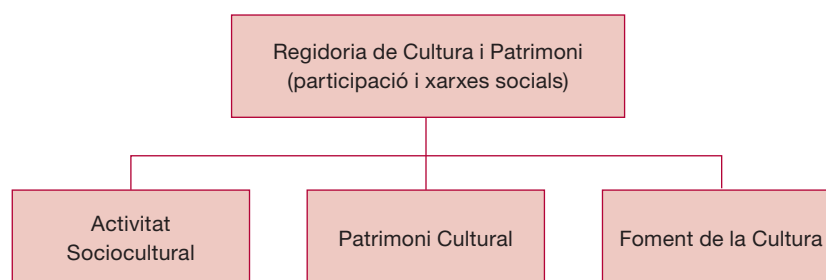 Regidoria de Cultura i Patrimoni
(participació i xarxes socials)
Activitat
Sociocultural
Patrimoni Cultural
Foment de la Cultura